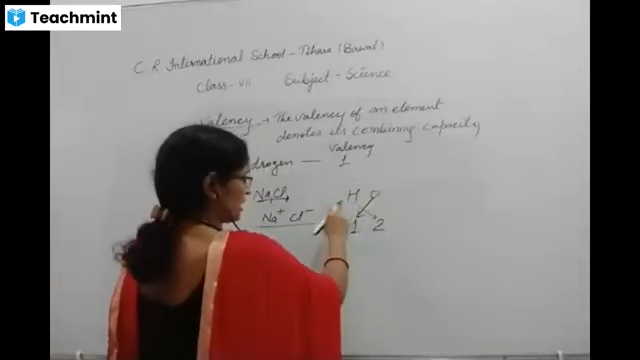 Teachmint
C R International School - Tihara (Bawal)
Class - VII Subject - Science
Valency → The valency of an element
denotes its combining capacity
valency
drogen — 1
NaCl, H O
Na+ Cl- 1 2